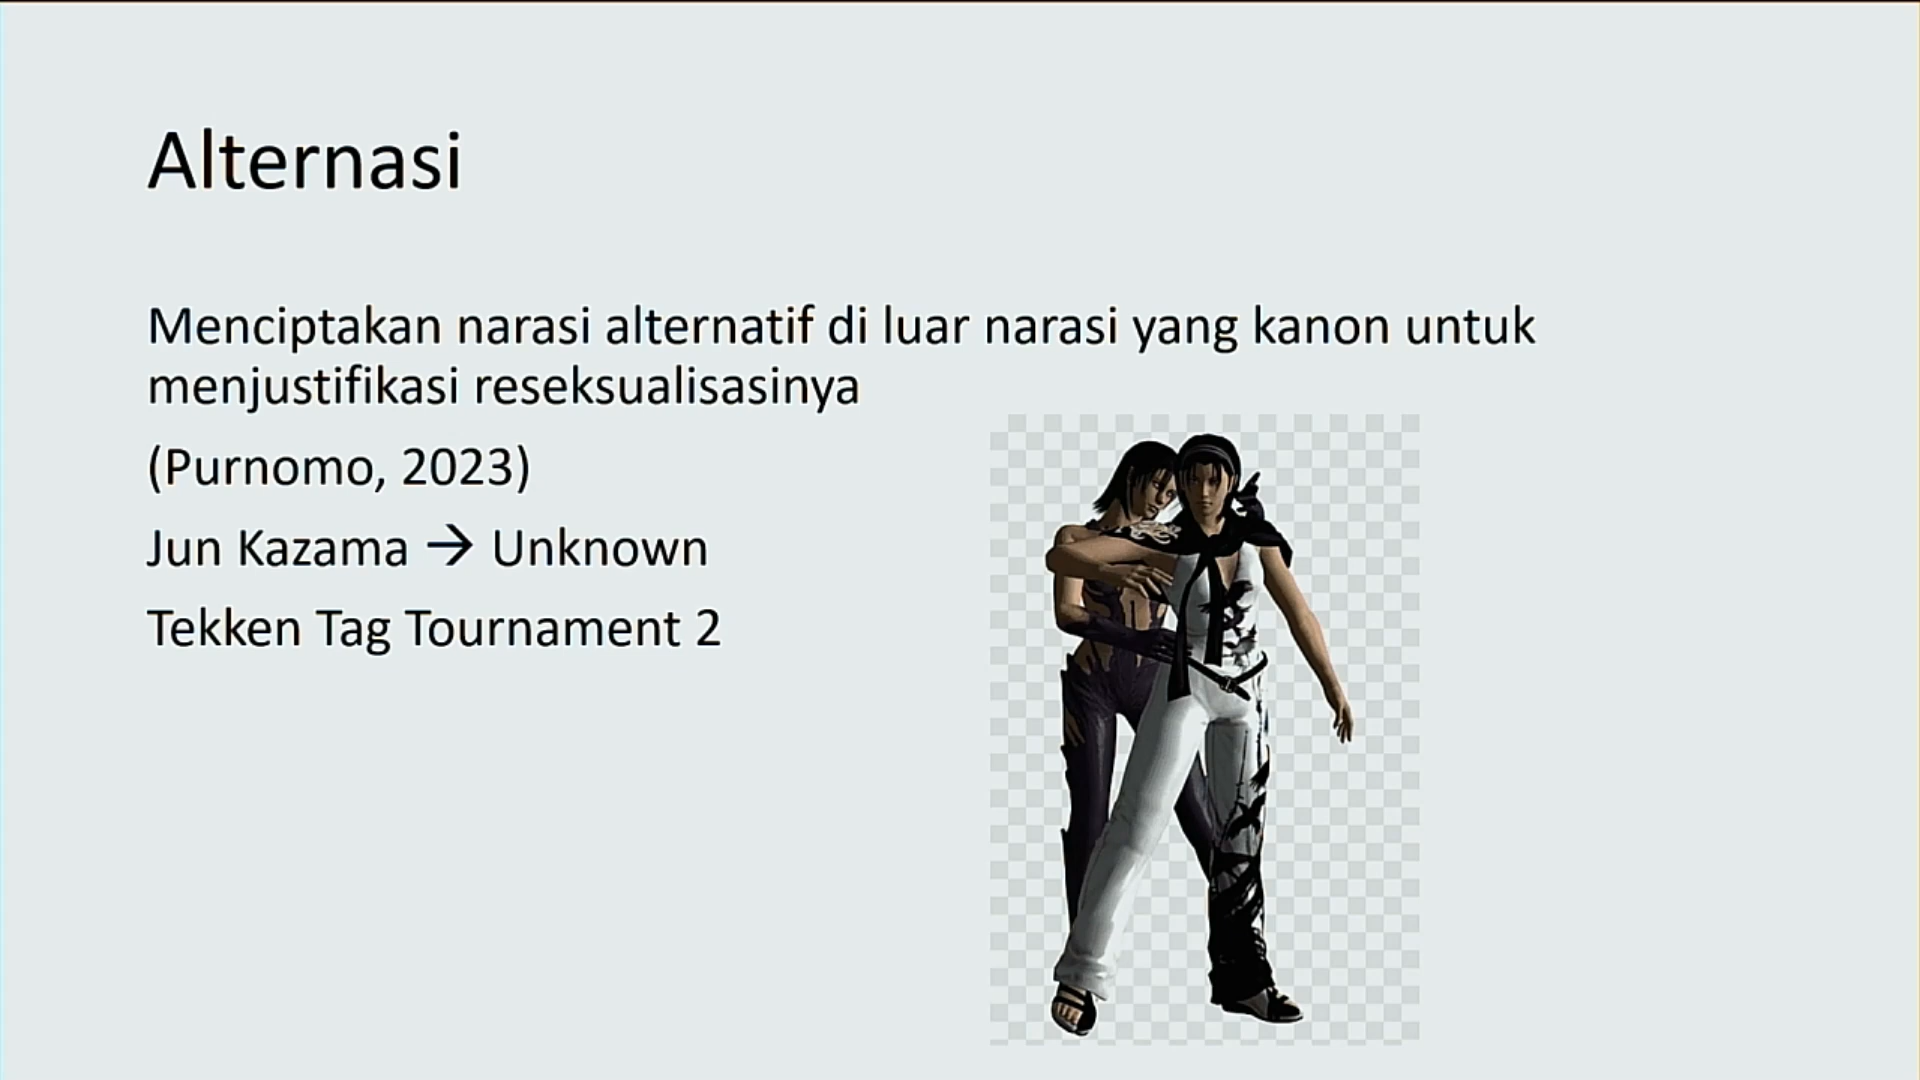 Alternasi
Menciptakan narasi alternatif di luar narasi yang kanon untuk
menjustifikasi reseksualisasinya
(Purnomo, 2023)
Jun Kazama → Unknown
Tekken Tag Tournament 2